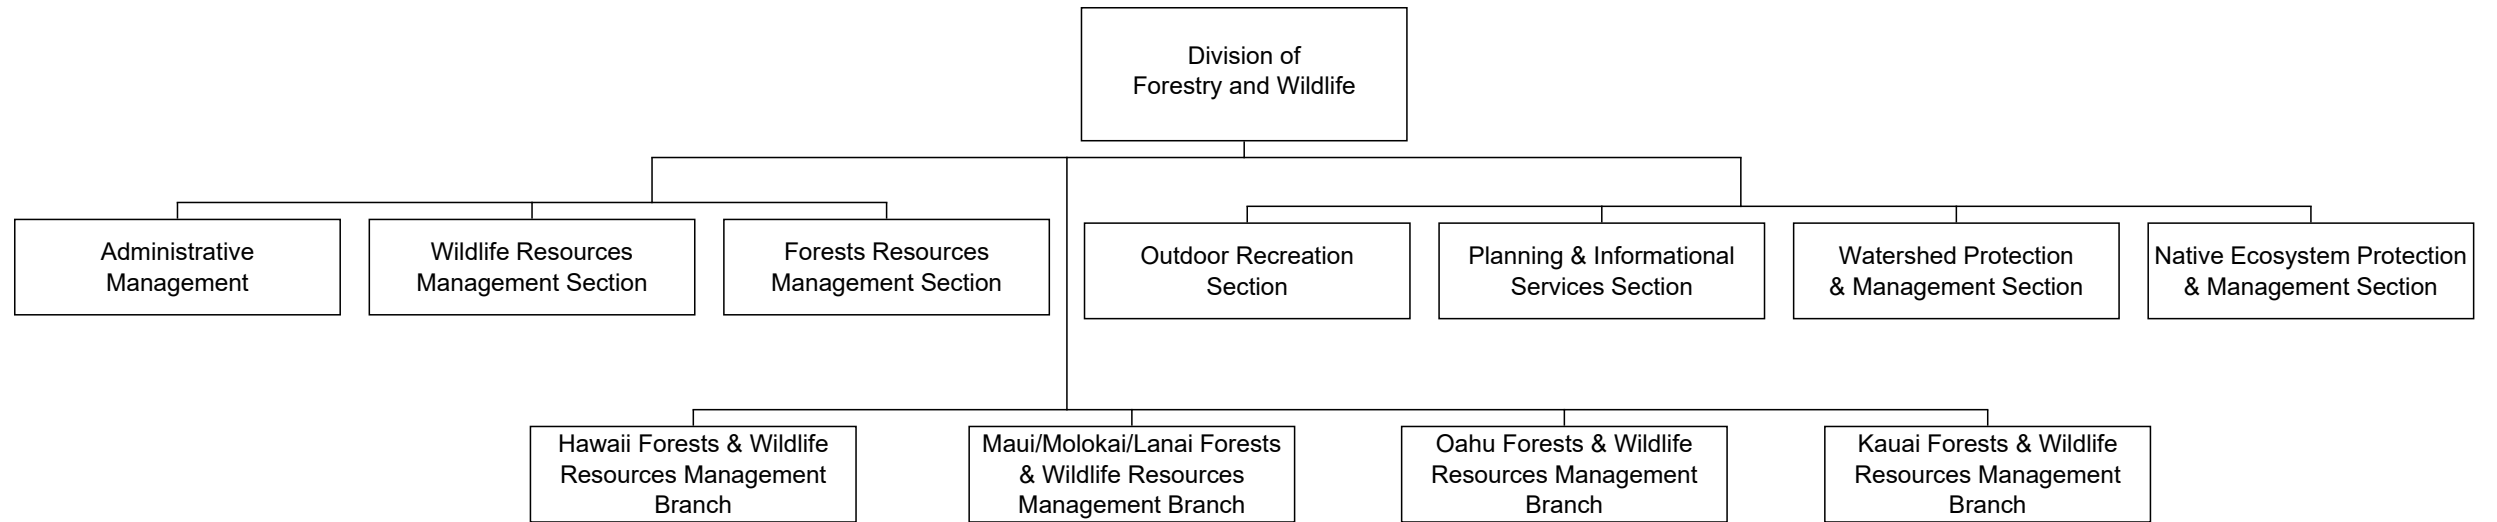 Division of
Forestry and Wildlife
Administrative
Management
Wildlife Resources
Management Section
Forests Resources
Management Section
Outdoor Recreation
Section
Planning & Informational
Services Section
Watershed Protection
& Management Section
Native Ecosystem Protection
& Management Section
Hawaii Forests & Wildlife
Resources Management
Branch
Maui/Molokai/Lanai Forests
& Wildlife Resources
Management Branch
Oahu Forests & Wildlife
Resources Management
Branch
Kauai Forests & Wildlife
Resources Management
Branch